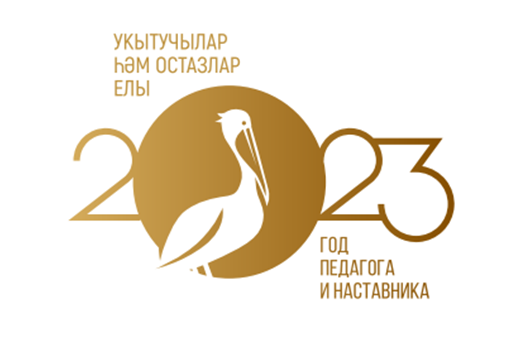 УКЫТУЧЫЛАР
ҺӘМ ОСТАЗЛАР
ЕЛЫ
2023
ГОД
ПЕДАГОГА
И НАСТАВНИКА